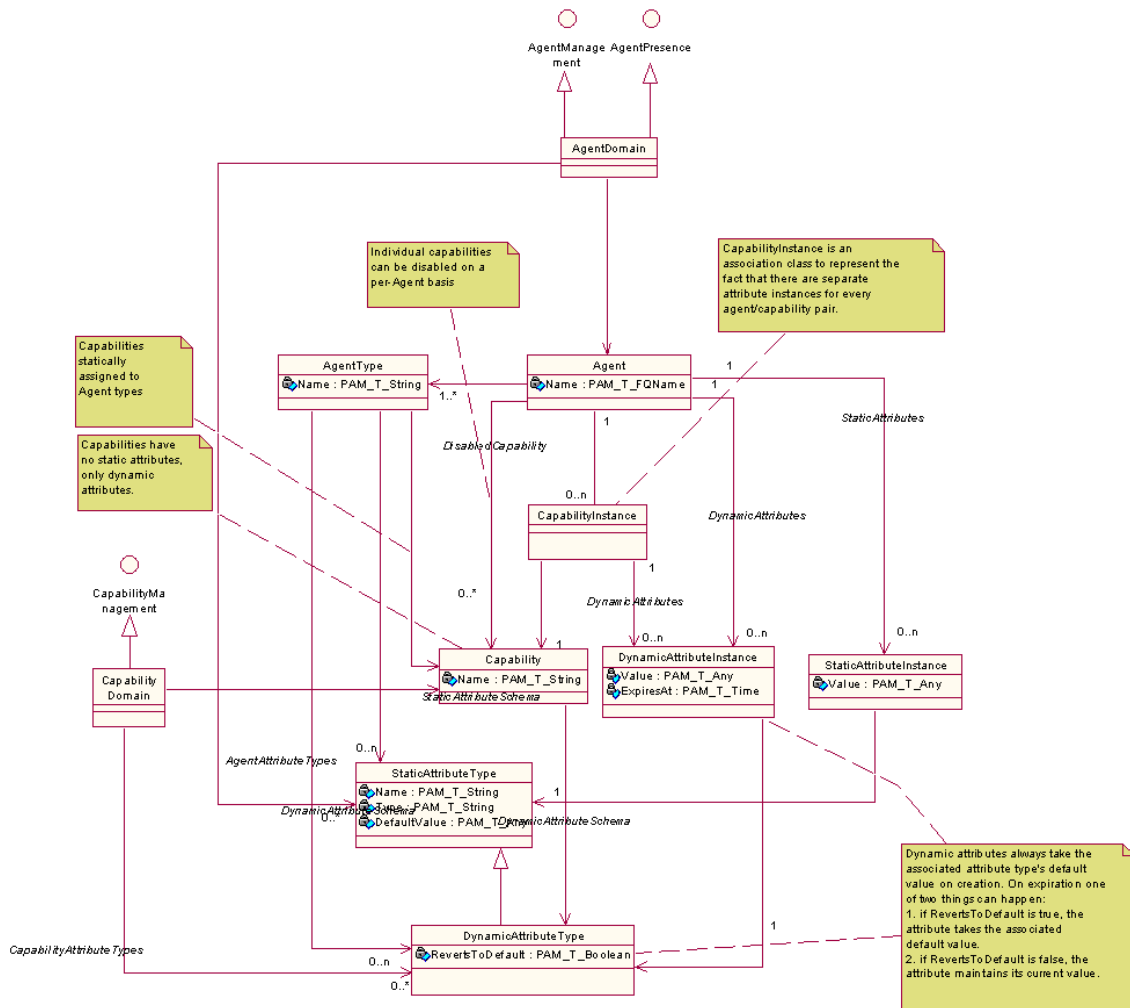 AgentManage
ment
AgentPresence
AgentDomain
Individual capabilities
can be disabled on a
per-Agent basis
CapabilityInstance is an
association class to represent the
fact that there are separate
attribute instances for every
agent/capability pair.
Capabilities
statically
assigned to
Agent types
AgentType
Name : PAM_T_String
Agent
Name : PAM_T_FQName
1
1
1..*
1
StaticAttributes
DisabledCapability
Capabilities have
no static attributes,
only dynamic
attributes.
0..n
CapabilityInstance
DynamicAttributes
CapabilityMa
nagement
1
0..*
DynamicAttributes
1
0..n
0..n
0..n
Capability
Name : PAM_T_String
DynamicAttributeInstance
Value : PAM_T_Any
ExpiresAt : PAM_T_Time
StaticAttributeInstance
Value : PAM_T_Any
Capability
Domain
StaticAttributeSchema
0..n
AgentAttributeTypes
StaticAttributeType
Name : PAM_T_String
Type : PAM_T_String
DefaultValue : PAM_T_Any
1
DynamicAttributeSchema
0..*
DynamicAttributeSchema
Dynamic attributes always take the
associated attribute type's default
value on creation. On expiration one
of two things can happen:
1. if RevertsToDefault is true, the
attribute takes the associated
default value.
2. if RevertsToDefault is false, the
attribute maintains its current value.
1
DynamicAttributeType
RevertsToDefault : PAM_T_Boolean
CapabilityAttributeTypes
0..n
0..*